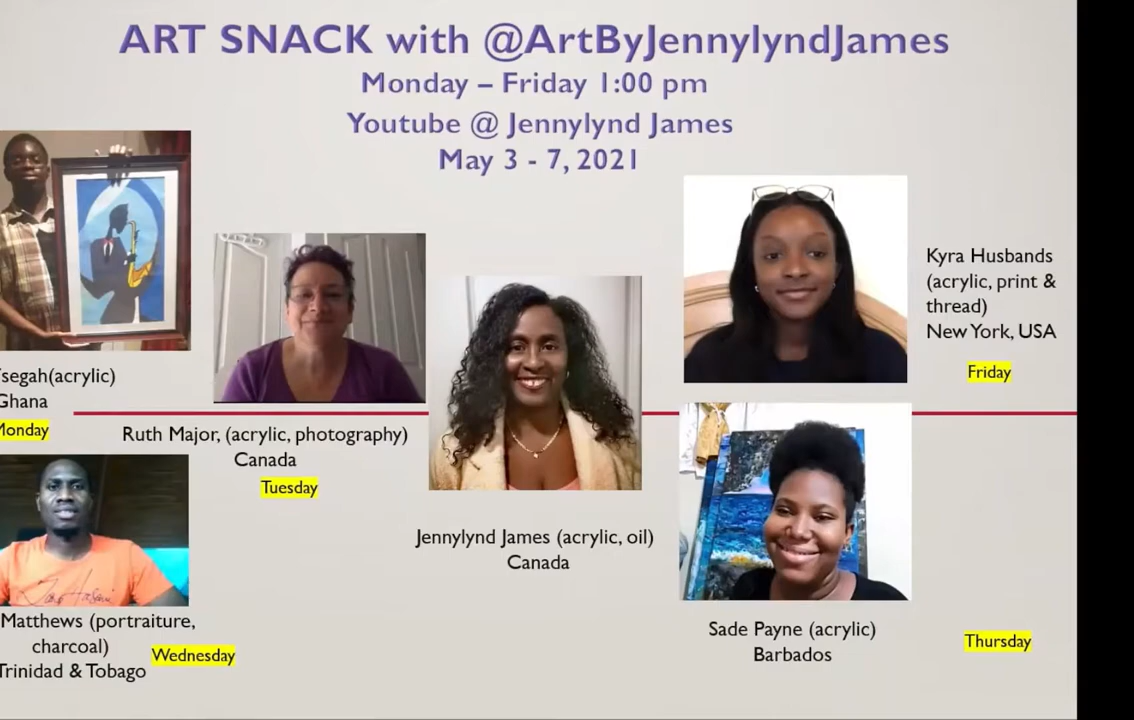 ART SNACK with @ArtByJennylyndJames
Monday – Friday 1:00 pm
Youtube @ Jennylynd James
May 3 - 7, 2021
Kyra Husbands
(acrylic, print &
thread)
New York, USA
Friday
segah(acrylic)
Ghana
Monday
Ruth Major, (acrylic, photography)
Canada
Tuesday
Jennylynd James (acrylic, oil)
Canada
Matthews (portraiture,
charcoal)
Trinidad & Tobago
Wednesday
Sade Payne (acrylic)
Barbados
Thursday